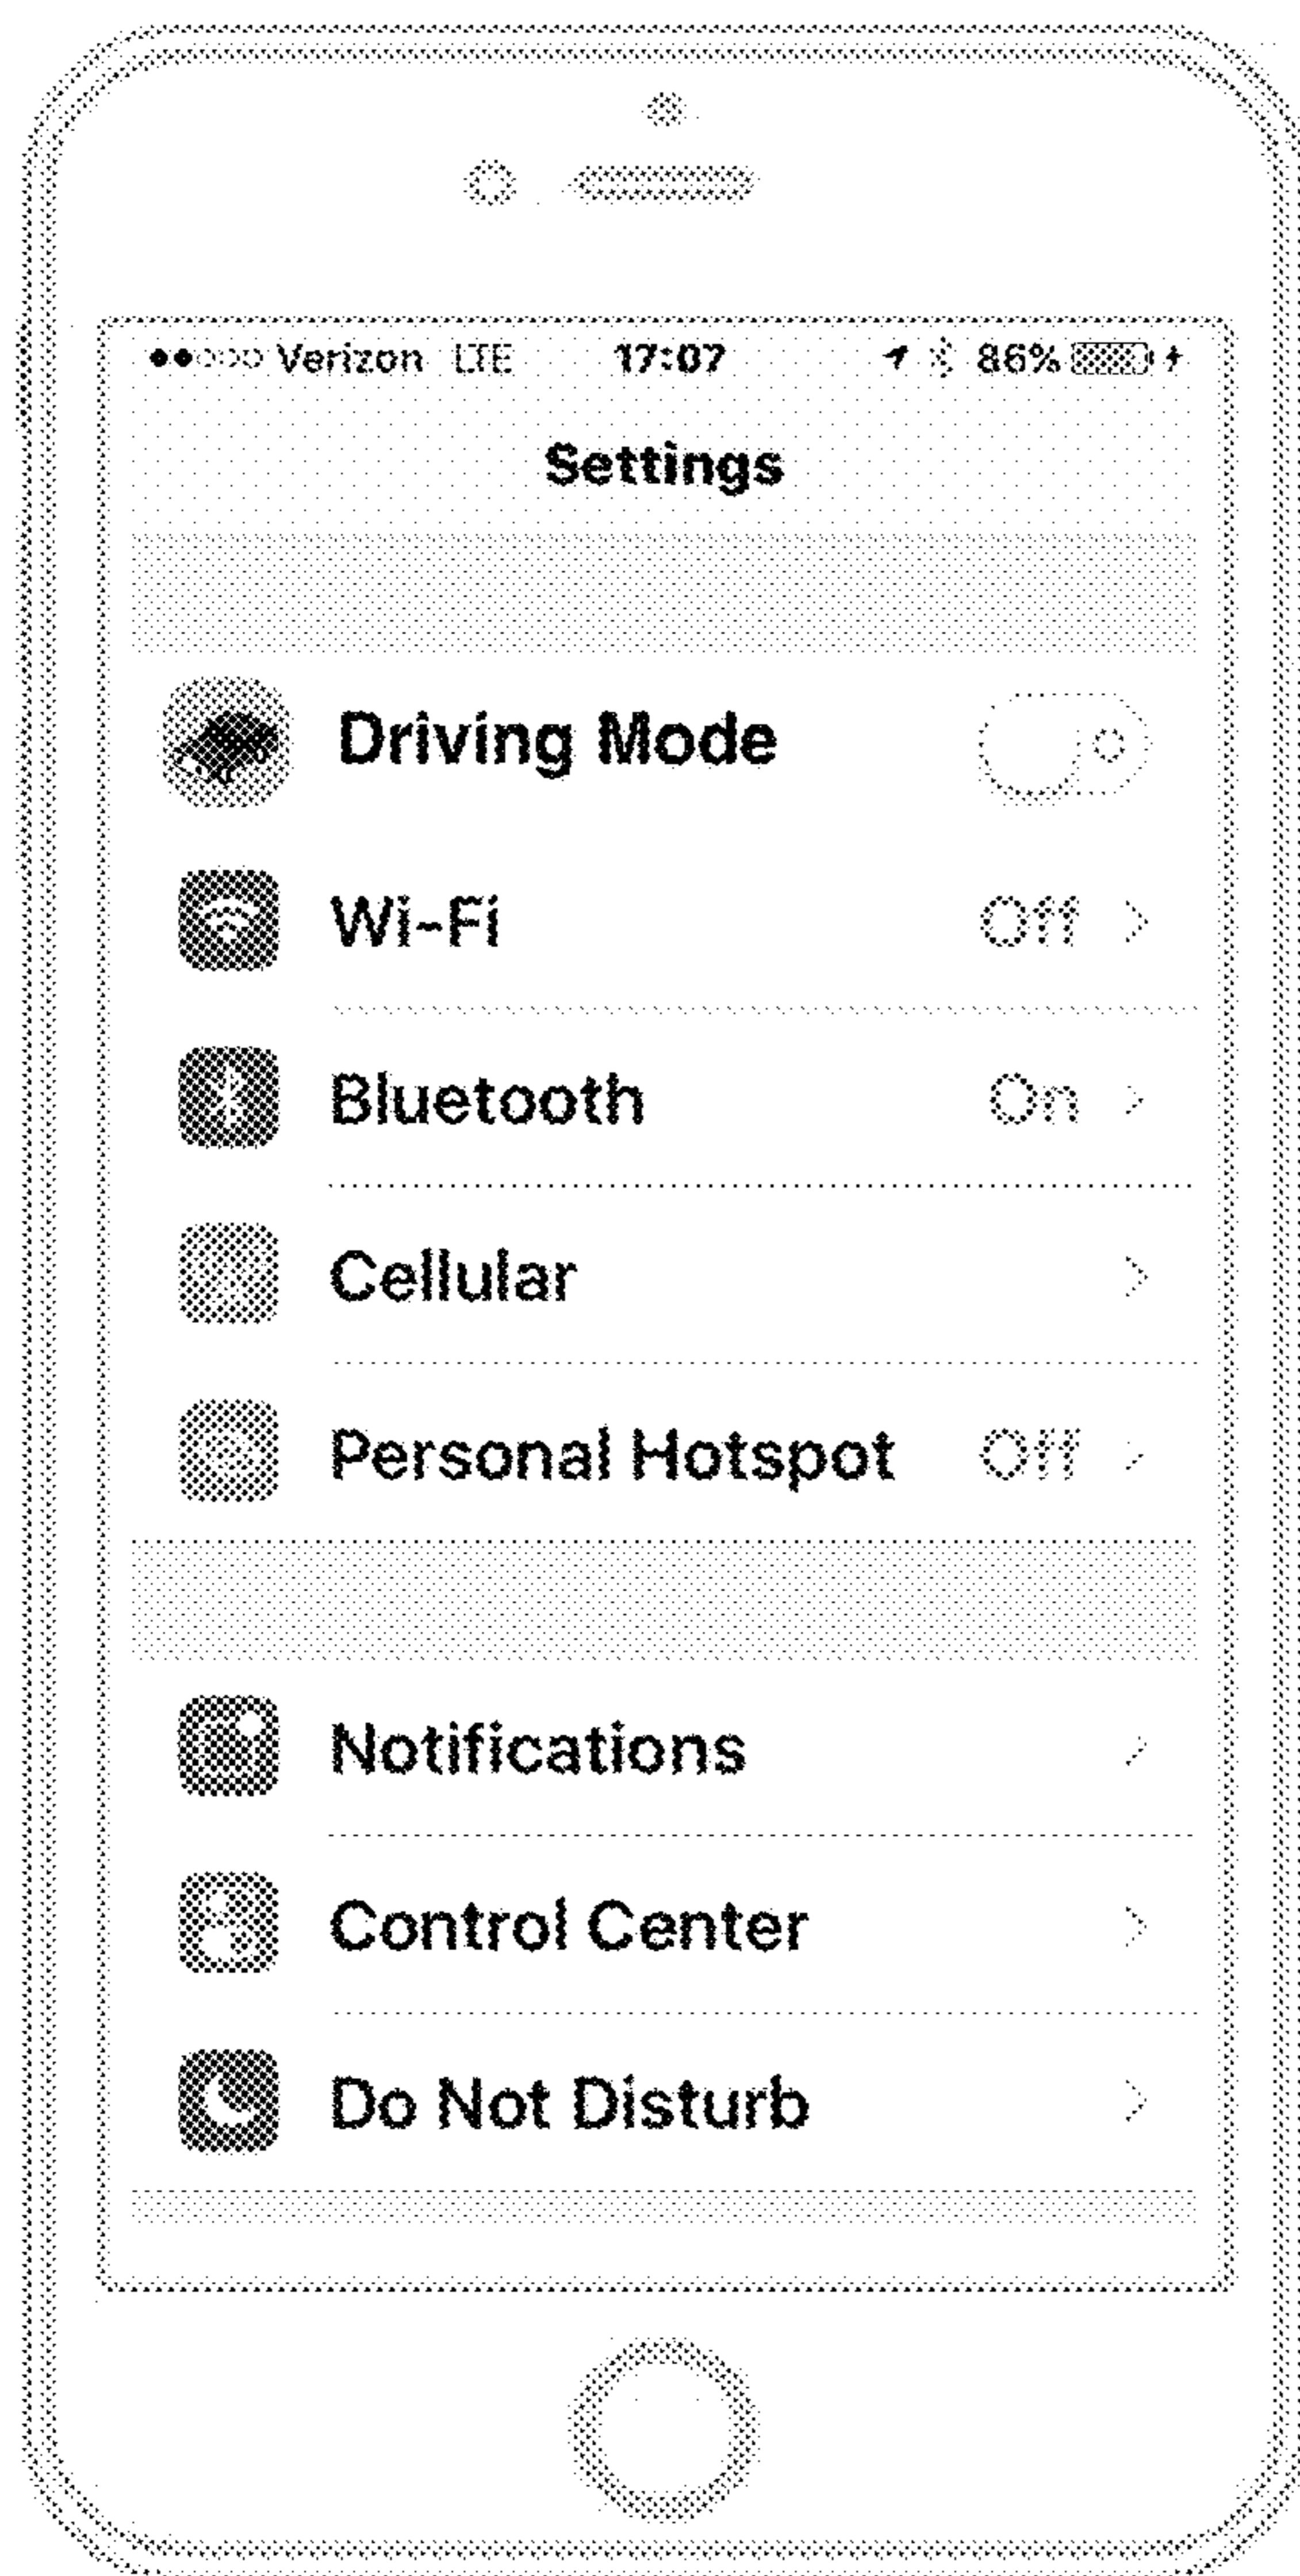 Verizon LTE 17:07 86%
Settings
Driving Mode
Wi-Fi Off
Bluetooth On
Cellular
Personal Hotspot Off
Notifications
Control Center
Do Not Disturb